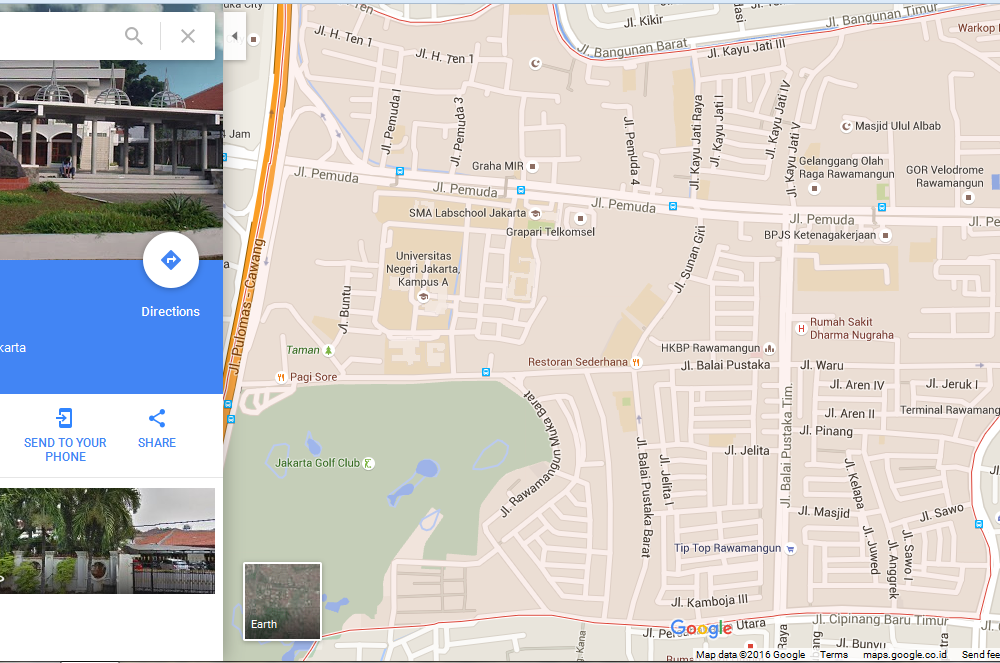 Directions
karta
SEND TO YOUR
PHONE
SHARE
Earth
Jl. H. Ten 1
Jl. H. Ten 1
Jl. Kikir
Jl. Bangunan Barat
Jl. Bangunan Timur
Jl. Kayu Jati III
Warkop
Jl. Pemuda I
Jl. Pemuda 3
Jl. Pemuda 4
Jl. Kayu Jati Raya
Jl. Kayu Jati I
Jl. Kayu Jati IV
Jl. Kayu Jati V
Masjid Ulul Albab
Jam
Graha MIR
Gelanggang Olah
Raga Rawamangun
GOR Velodrome
Rawamangun
Jl. Pemuda
Jl. Pemuda
Jl. Pemuda
Jl. Pemuda
SMA Labschool Jakarta
Grapari Telkomsel
BPJS Ketenagakerjaan
Universitas
Negeri Jakarta,
Kampus A
Jl. Sunan Giri
Jl. Pulomas - Cawang
Jl. Buntu
Taman
Pagi Sore
Restoran Sederhana
HKBP Rawamangun
Rumah Sakit
Dharma Nugraha
Jl. Balai Pustaka
Jl. Waru
Jl. Aren IV
Jl. Jeruk I
Jl. Aren II
Terminal Rawamang
Jl. Pinang
Jl. Rawamangun Muka Barat
Jl. Balai Pustaka Barat
Jl. Jelita I
Jl. Jelita
Jl. Balai Pustaka Tim.
Jakarta Golf Club
Jl. Kelapa
Jl. Masjid
Jl. Sawo
Jl. Juwed
Jl. Anggrek
Jl. Sawo I
Tip Top Rawamangun
Jl. Kamboja III
Google
Utara
Jl. Cipinang Baru Timur
Jl. Bunyu
Raya
Map data ©2016 Google
Terms
maps.google.co.id
Send fee